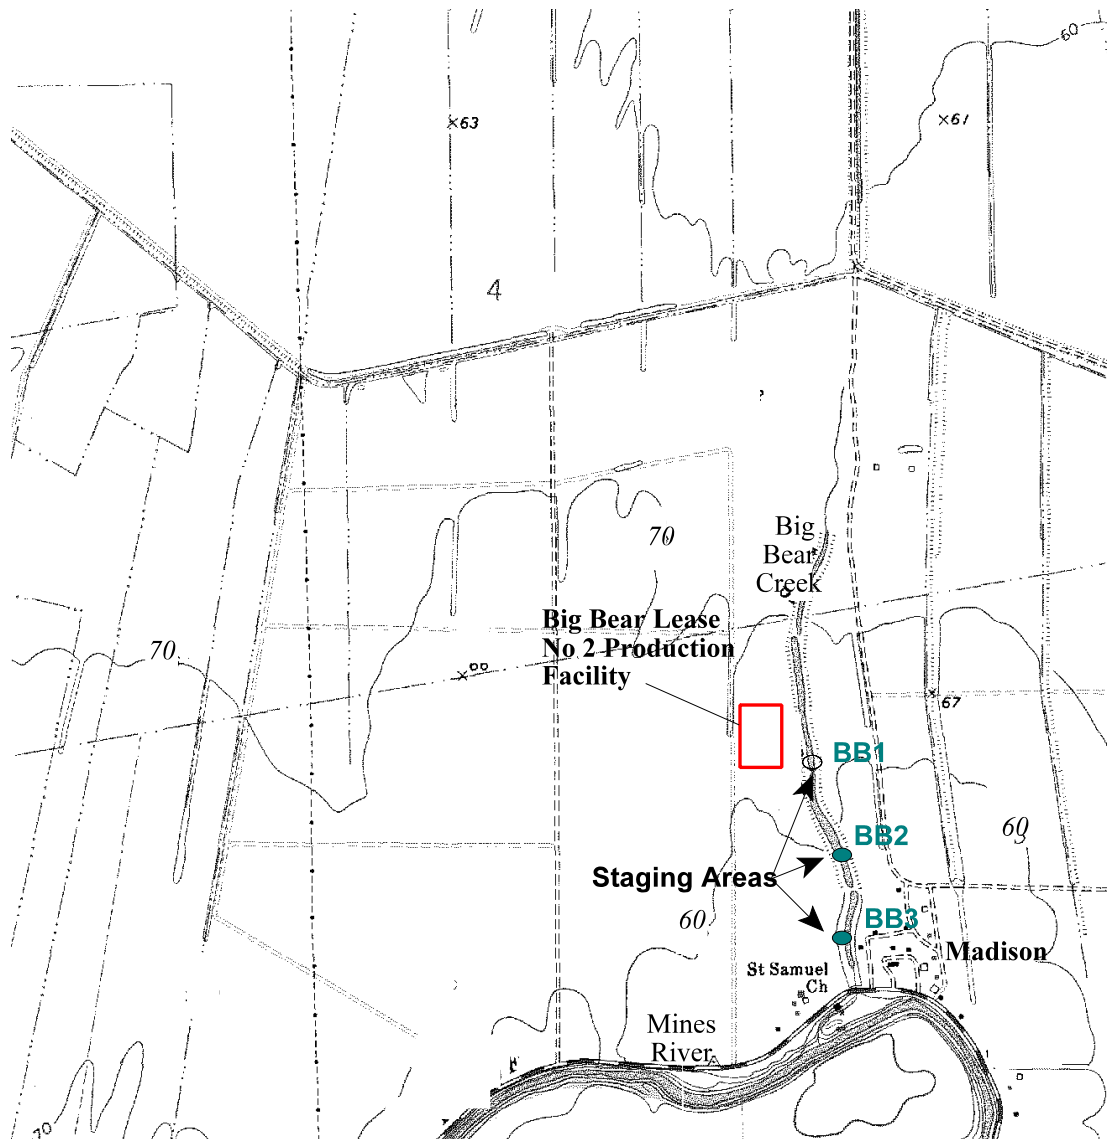 60
63
61
4
Big
Bear
Creek
70
Big Bear Lease
No 2 Production
Facility
70
67
BB1
60
BB2
Staging Areas
BB3
60
Madison
St Samuel
Ch
Mines
River
70